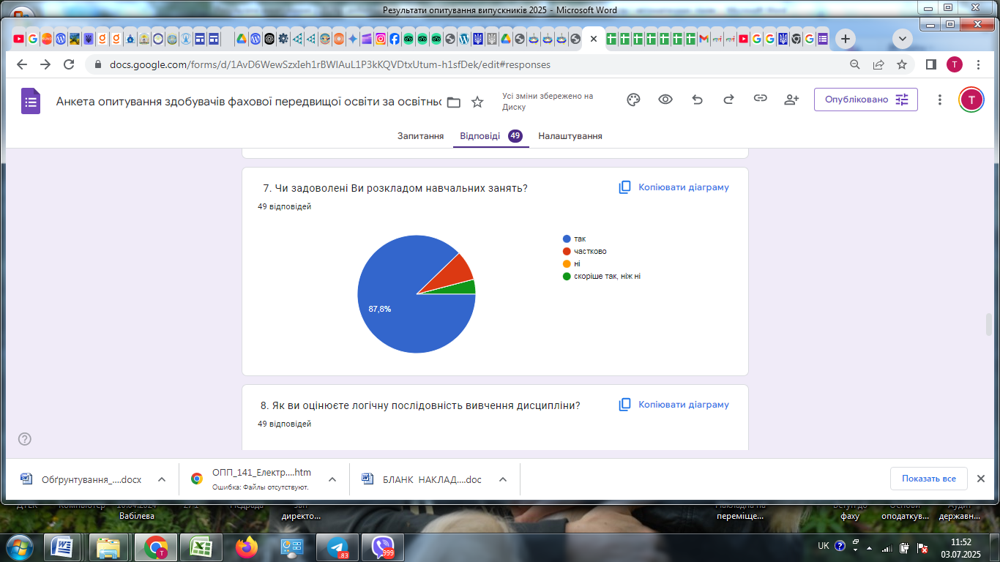 Результати опитування випускників 2025 - Microsoft Word
docs.google.com/forms/d/1AvD6WewSzxIeh1rBWIAuL1P3kKQVDtxUtum-h1sfDek/edit#responses
T
Анкета опитування здобувачів фахової передвищої освіти за освітньо
Усі зміни збережено на
Диску
Опубліковано
T
Запитання
Відповіді 49
Налаштування
7. Чи задоволені Ви розкладом навчальних занять?
Копіювати діаграму
49 відповідей
так
частково
ні
скоріше так, ніж ні
87,8%
8. Як ви оцінюєте логічну послідовність вивчення дисципліни?
Копіювати діаграму
49 відповідей
Обґрунтування_....docx
ОПП_141_Електр....htm
Ошибка: Файлы отсутствуют.
БЛАНК НАКЛАД....doc
Показать все
Вабілева
директо...
переміще...
фаху
оподаткув...
державн...
UK
11:52
03.07.2025
83
999